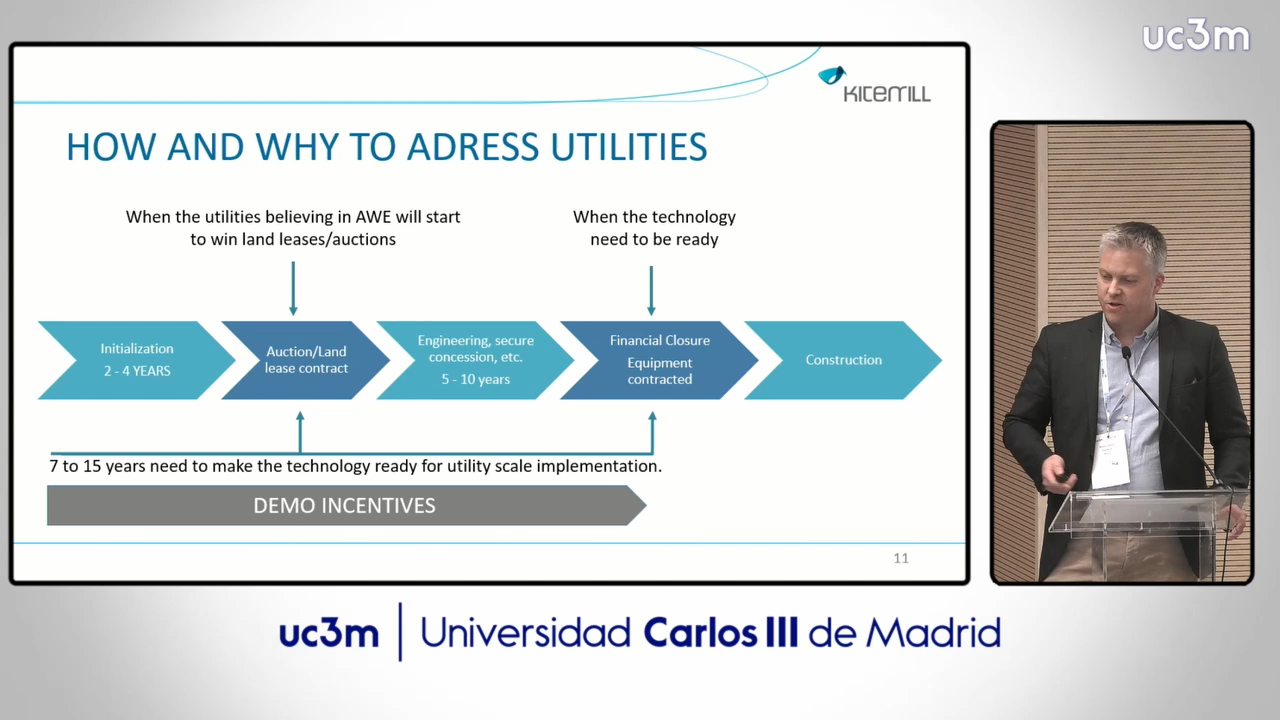 uc3m
KITEMILL
HOW AND WHY TO ADRESS UTILITIES
When the utilities believing in AWE will start
to win land leases/auctions
When the technology
need to be ready
Initialization
2 - 4 YEARS
Auction/Land
lease contract
Engineering, secure
concession, etc.
5 - 10 years
Financial Closure
Equipment
contracted
Construction
7 to 15 years need to make the technology ready for utility scale implementation.
DEMO INCENTIVES
11
uc3m | Universidad Carlos III de Madrid